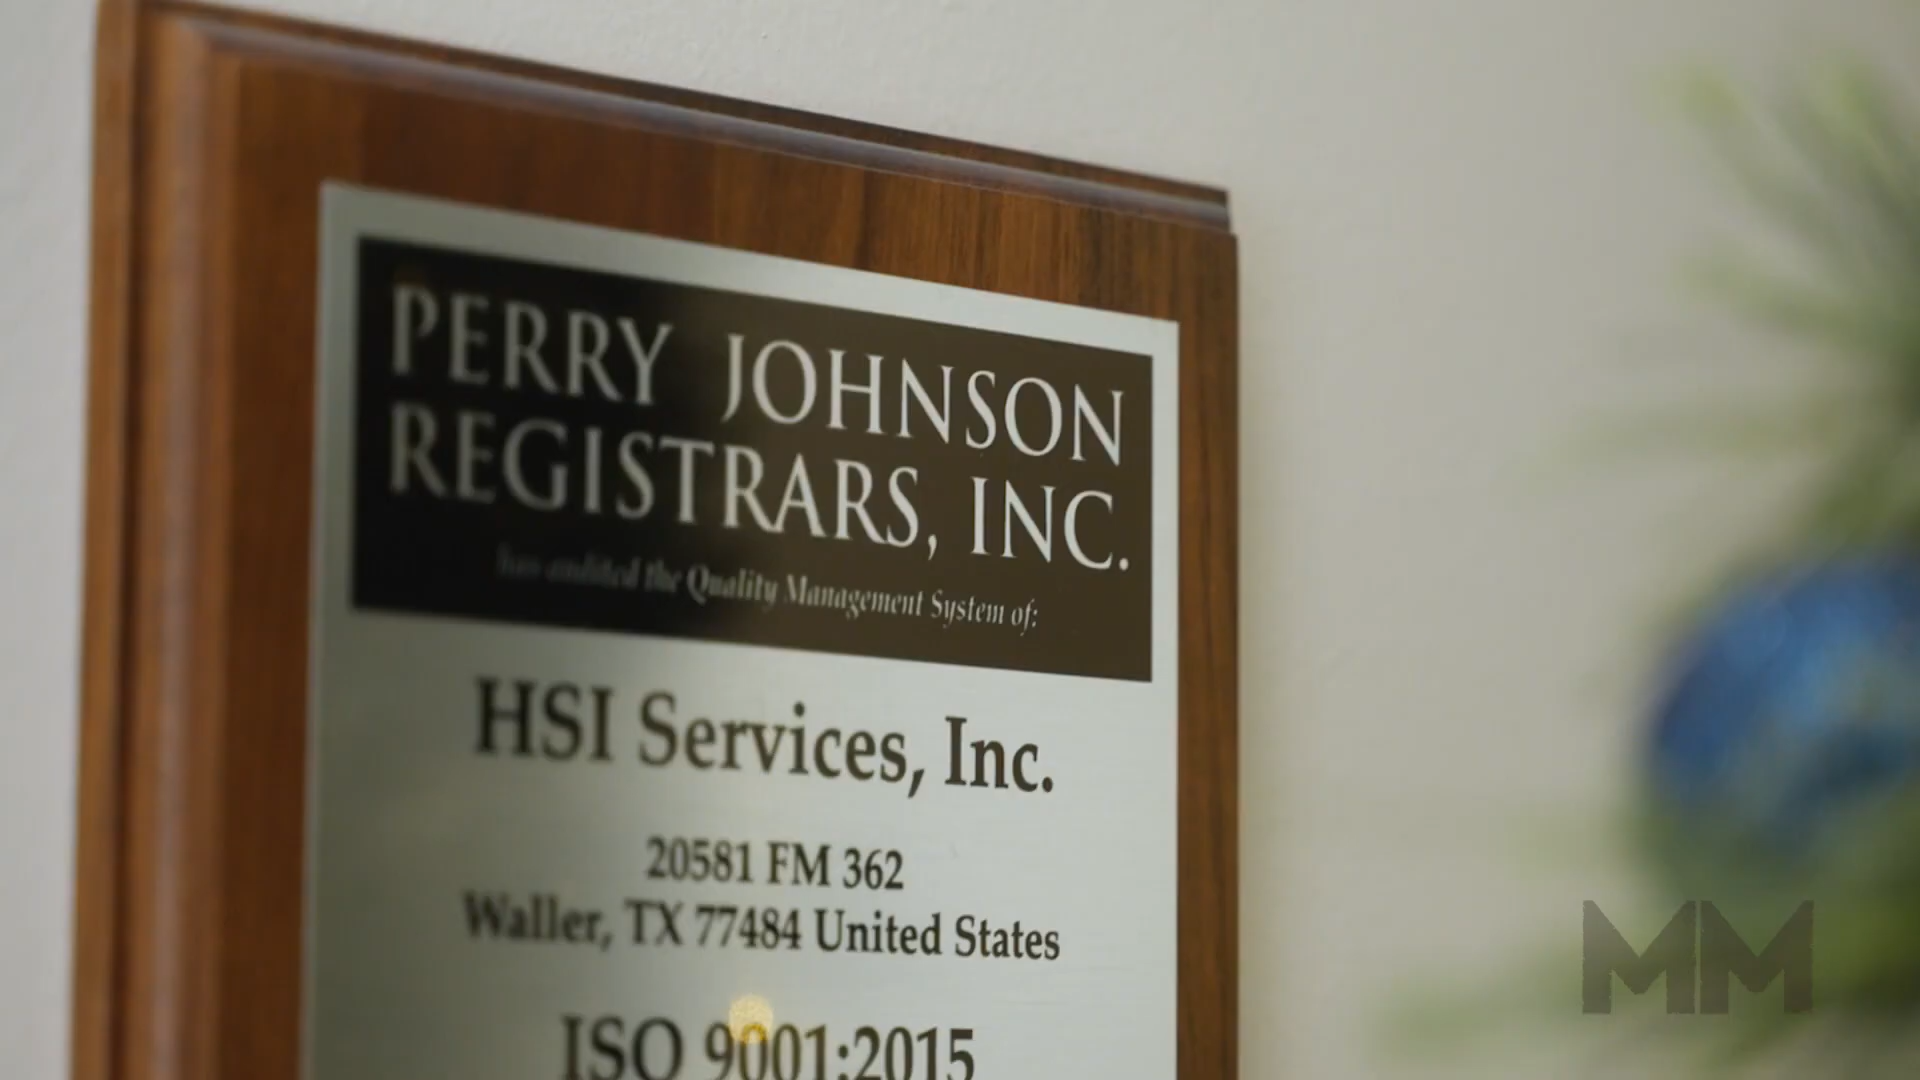 PERRY JOHNSON
REGISTRARS, INC.
has audited the Quality Management System of:
HSI Services, Inc.
20581 FM 362
Waller, TX 77484 United States
ISO 9001:2015
MM